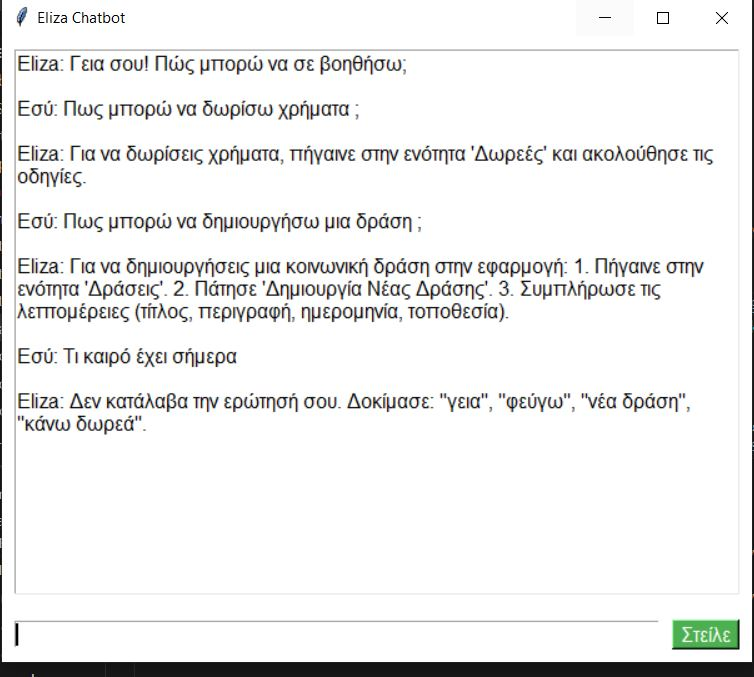 Eliza Chatbot
Eliza: Γεια σου! Πώς μπορώ να σε βοηθήσω;
Εσύ: Πως μπορώ να δωρίσω χρήματα ;
Eliza: Για να δωρίσεις χρήματα, πήγαινε στην ενότητα 'Δωρεές' και ακολούθησε τις
οδηγίες.
Εσύ: Πως μπορώ να δημιουργήσω μια δράση ;
Eliza: Για να δημιουργήσεις μια κοινωνική δράση στην εφαρμογή: 1. Πήγαινε στην
ενότητα 'Δράσεις'. 2. Πάτησε 'Δημιουργία Νέας Δράσης'. 3. Συμπλήρωσε τις
λεπτομέρειες (τίτλος, περιγραφή, ημερομηνία, τοποθεσία).
Εσύ: Τι καιρό έχει σήμερα
Eliza: Δεν κατάλαβα την ερώτησή σου. Δοκίμασε: "γεια", "φεύγω", "νέα δράση",
"κάνω δωρεά".
Στείλε